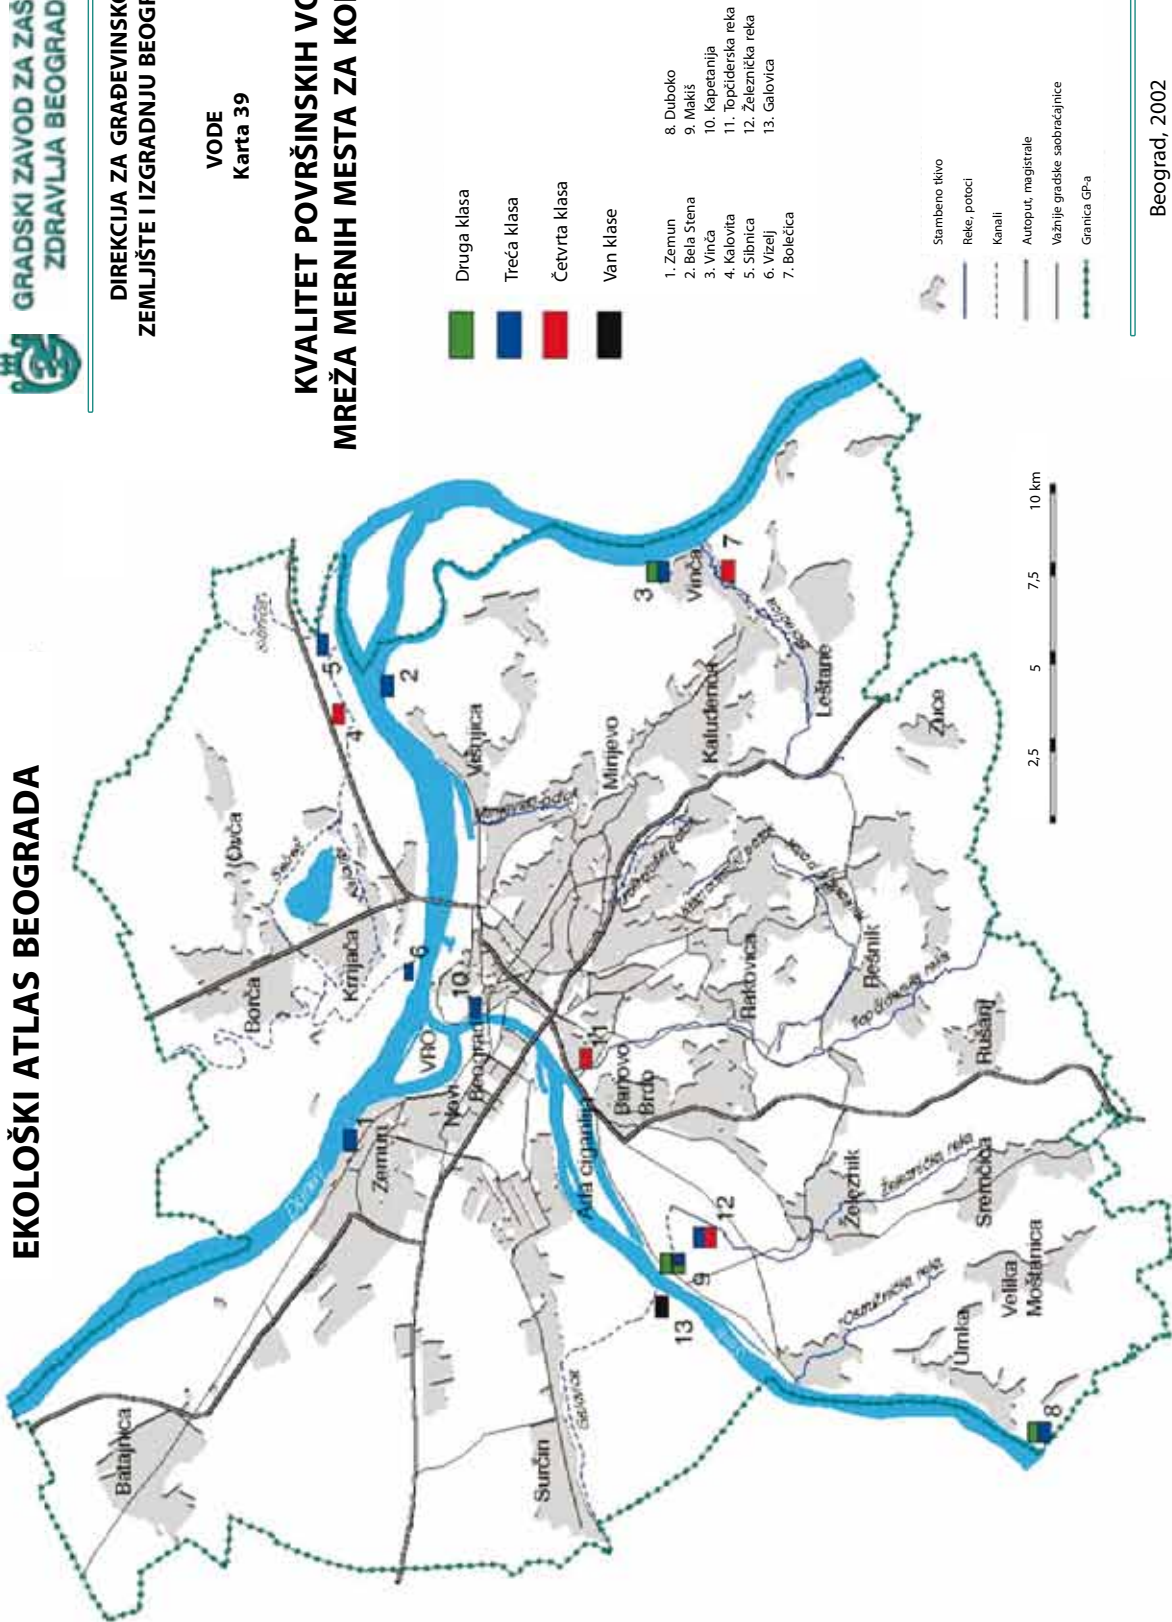 EKOLOŠKI ATLAS BEOGRADA
GRADSKI ZAVOD ZA ZAŠ
ZDRAVLJA BEOGRAD
DIREKCIJA ZA GRAĐEVINSKO
ZEMLJIŠTE I IZGRADNJU BEOGR
VODE
Karta 39
KVALITET POVRŠINSKIH VO
MREŽA MERNIH MESTA ZA KO
Druga klasa
Treća klasa
Četvrta klasa
Van klase
1. Zemun
2. Bela Stena
3. Vinča
4. Kalovita
5. Sibnica
6. Vizelj
7. Bolečica
8. Duboko
9. Makiš
10. Kapetanija
11. Topčiderska reka
12. Železnička reka
13. Galovica
Stambeno tkivo
Reke, potoci
Kanali
Autoput, magistrale
Važnije gradske saobraćajnice
Granica GP-a
Beograd, 2002
2,5
5
7,5
10 km
Batajnica
Dunav
Zemun
1
Borča
Ovča
Krnjača
6
VRO
Novi
Beograd
10
Sibnica
4
5
2
Višnjica
Mirijevo
3
Vinča
7
Bolečica
Kaluđerica
Leštane
Zuce
11
Banovo
Brdo
Ada ciganlija
Rakovica
Resnik
Topčiderska reka
Rušanj
Surčin
Galovica
13
9
12
Železnik
Železnička reka
Sremčica
Ostružnička reka
Umka
Velika
Moštanica
8